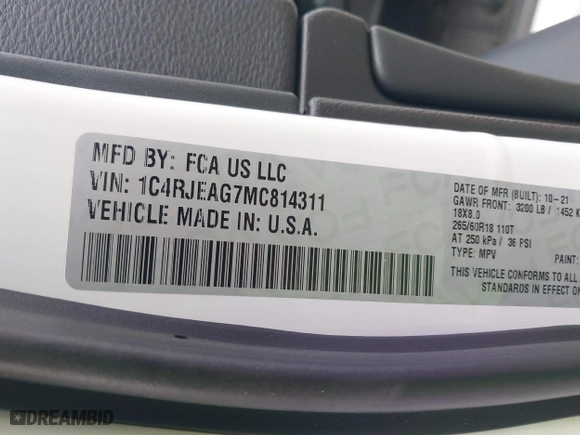 MFD BY: FCA US LLC
VIN: 1C4RJEAG7MC814311
VEHICLE MADE IN: U.S.A.
DATE OF MFR (BUILT): 10-21
GAWR FRONT: 3200 LB / 1452 K
18X8.0
265/60R18 110T
AT 250 kPa / 36 PSI
TYPE: MPV
PAINT:
THIS VEHICLE CONFORMS TO ALL
STANDARDS IN EFFECT ON
DREAMBID